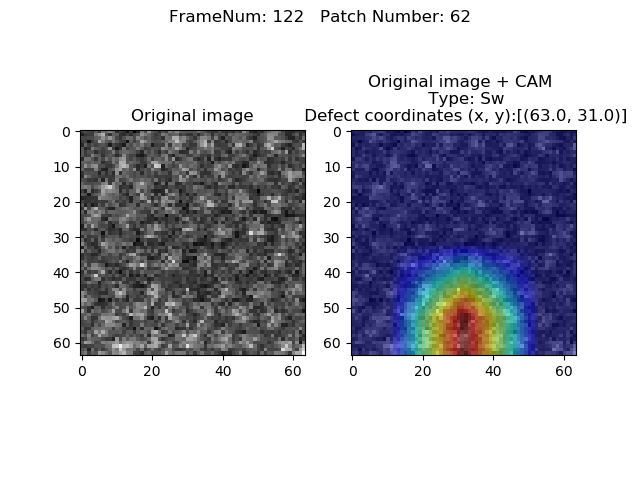 FrameNum: 122   Patch Number: 62
Original image
0
10
20
30
40
50
60
0 20 40 60
Original image + CAM
Type: Sw
Defect coordinates (x, y):[(63.0, 31.0)]
0
10
20
30
40
50
60
0 20 40 60